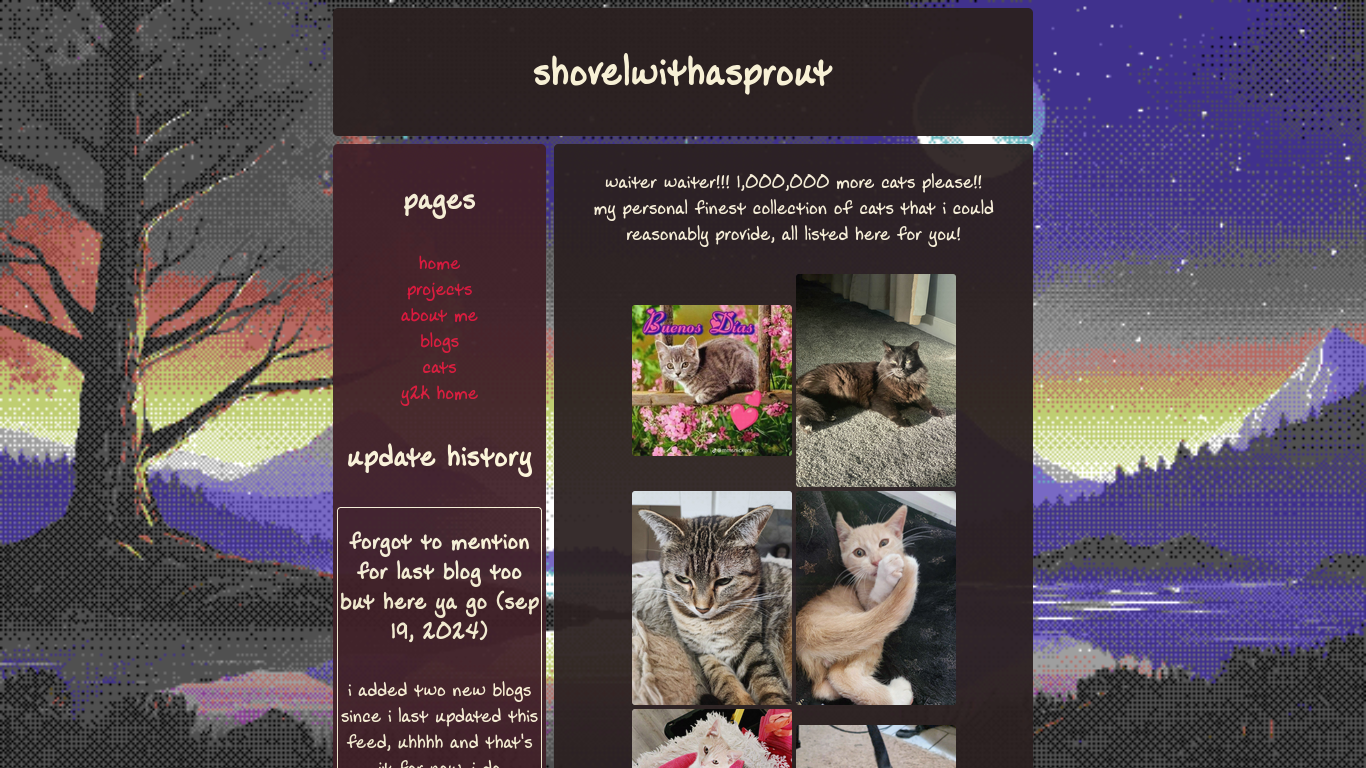 shovelwithasprout
pages
home
projects
about me
blogs
cats
y2k home
update history
forgot to mention
for last blog too
but here ya go (sep
19, 2024)
i added two new blogs
since i last updated this
feed, uhhhh and that's
waiter waiter!!! 1,000,000 more cats please!!
my personal finest collection of cats that i could
reasonably provide, all listed here for you!
Buenos Dias